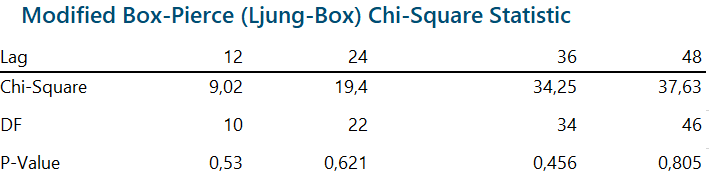 Modified Box-Pierce (Ljung-Box) Chi-Square Statistic
Lag 12 24 36 48
Chi-Square 9,02 19,4 34,25 37,63
DF 10 22 34 46
P-Value 0,53 0,621 0,456 0,805